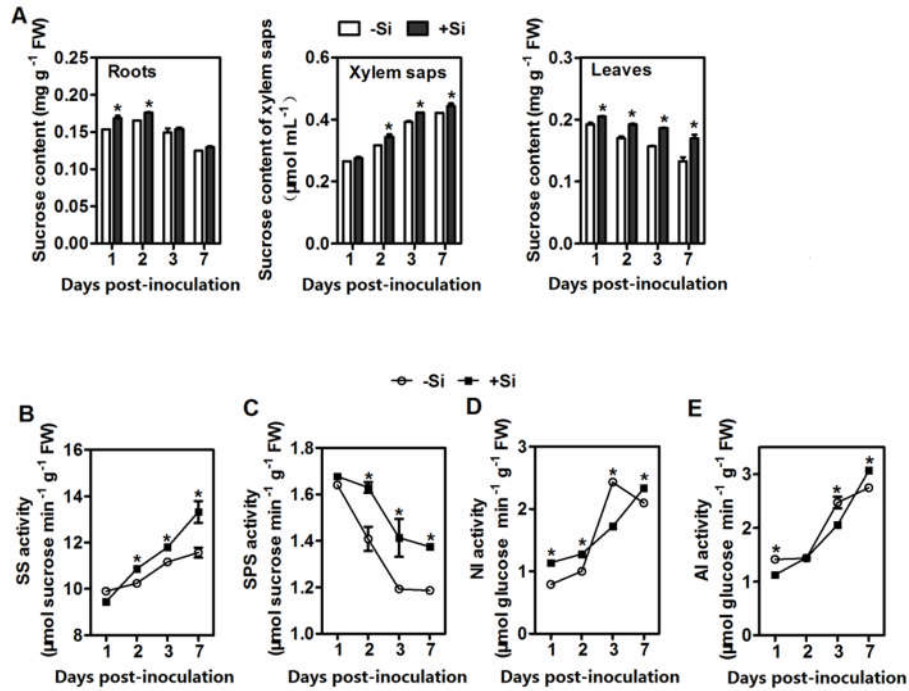 A
-Si +Si
Sucrose content (mg g-1 FW)
0.25
0.20
0.15
0.10
0.05
0.00
Roots
* *
1 2 3 7
Days post-inoculation
Sucrose content of xylem saps
(μmol mL-1)
0.6
0.4
0.2
0.0
Xylem saps
* * *
1 2 3 7
Days post-inoculation
Sucrose content (mg g-1 FW)
0.3
0.2
0.1
0.0
Leaves
* * * *
1 2 3 7
Days post-inoculation
-Si +Si
B
SS activity
(μmol sucrose min-1 g-1 FW)
16
14
12
10
8
* * *
1 2 3 7
Days post-inoculation
C
SPS activity
(μmol sucrose min-1 g-1 FW)
1.8
1.6
1.4
1.2
1.0
* * *
1 2 3 7
Days post-inoculation
D
NI activity
(μmol glucose min-1 g-1 FW)
3
2
1
0
* * * *
1 2 3 7
Days post-inoculation
E
AI activity
(μmol glucose min-1 g-1 FW)
3
2
1
0
* * *
1 2 3 7
Days post-inoculation